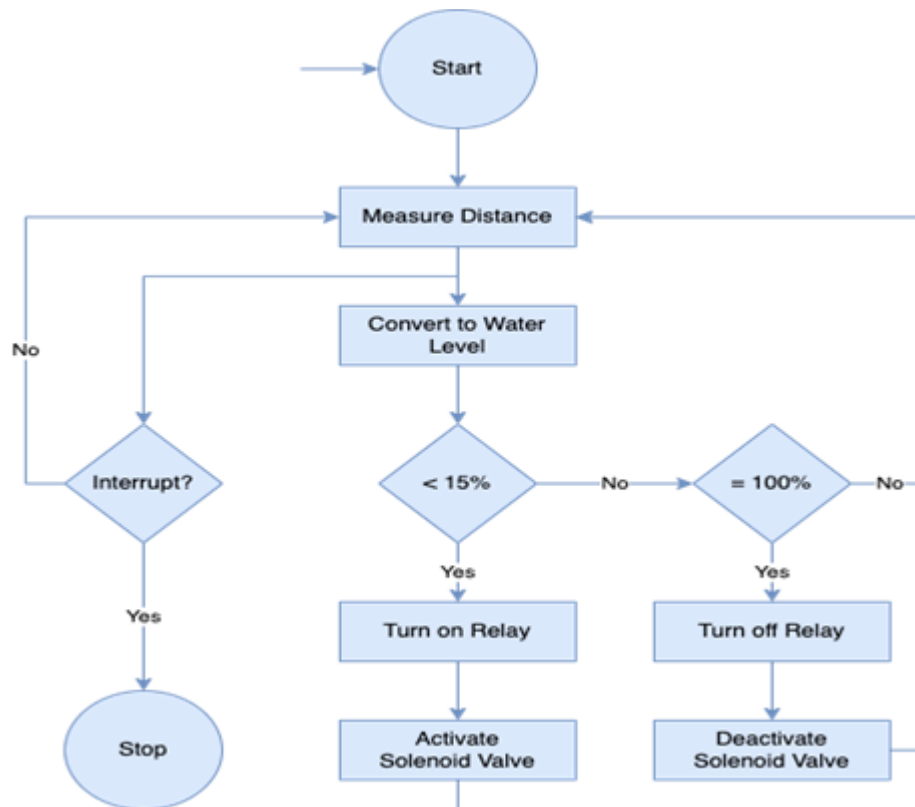 Start
Measure Distance
Convert to Water
Level
No
Interrupt?
< 15%
No
= 100%
No
Yes
Yes
Yes
Turn on Relay
Turn off Relay
Stop
Activate
Solenoid Valve
Deactivate
Solenoid Valve